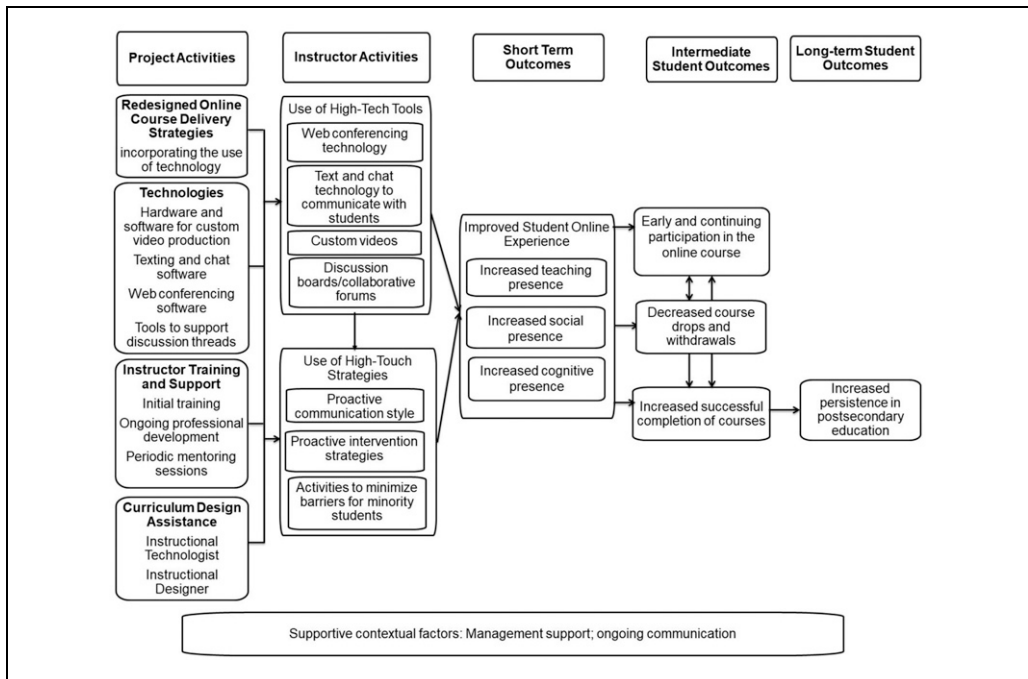 Project Activities
Instructor Activities
Short Term
Outcomes
Intermediate
Student Outcomes
Long-term Student
Outcomes
Redesigned Online
Course Delivery
Strategies
incorporating the use
of technology
Technologies
Hardware and
software for custom
video production
Texting and chat
software
Web conferencing
software
Tools to support
discussion threads
Instructor Training
and Support
Initial training
Ongoing professional
development
Periodic mentoring
sessions
Curriculum Design
Assistance
Instructional
Technologist
Instructional
Designer
Use of High-Tech Tools
Web conferencing
technology
Text and chat
technology to
communicate with
students
Custom videos
Discussion
boards/collaborative
forums
Use of High-Touch
Strategies
Proactive
communication style
Proactive intervention
strategies
Activities to minimize
barriers for minority
students
Improved Student Online
Experience
Increased teaching
presence
Increased social
presence
Increased cognitive
presence
Early and continuing
participation in the
online course
Decreased course
drops and
withdrawals
Increased successful
completion of courses
Increased
persistence in
postsecondary
education
Supportive contextual factors: Management support; ongoing communication